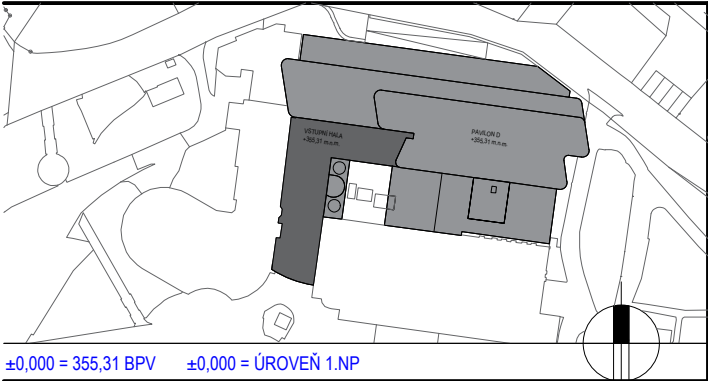 VSTUPNÍ HALA
+355,31 m.n.m
PAVILON D
+355,31 m.n.m
±0,000 = 355,31 BPV ±0,000 = ÚROVEŇ 1.NP